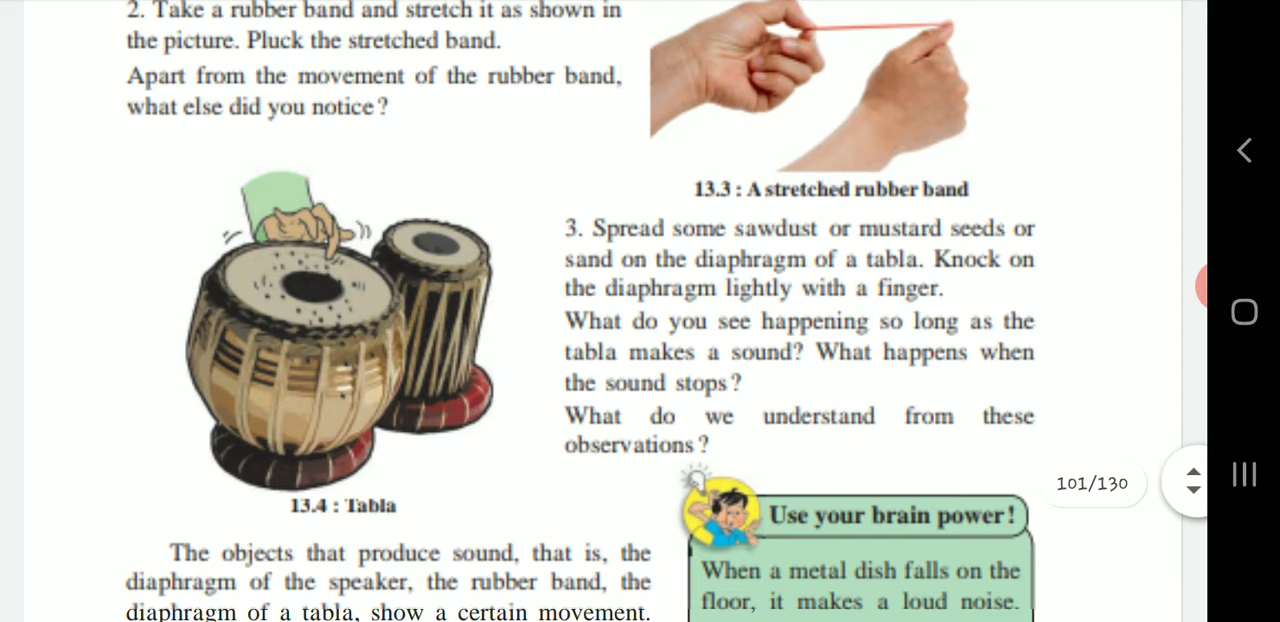 2. Take a rubber band and stretch it as shown in
the picture. Pluck the stretched band.
Apart from the movement of the rubber band,
what else did you notice?
13.3 : A stretched rubber band
3. Spread some sawdust or mustard seeds or
sand on the diaphragm of a tabla. Knock on
the diaphragm lightly with a finger.
What do you see happening so long as the
tabla makes a sound? What happens when
the sound stops?
What do we understand from these
observations?
13.4 : Tabla
101/130
Use your brain power!
The objects that produce sound, that is, the
diaphragm of the speaker, the rubber band, the
diaphragm of a tabla, show a certain movement.
When a metal dish falls on the
floor, it makes a loud noise.